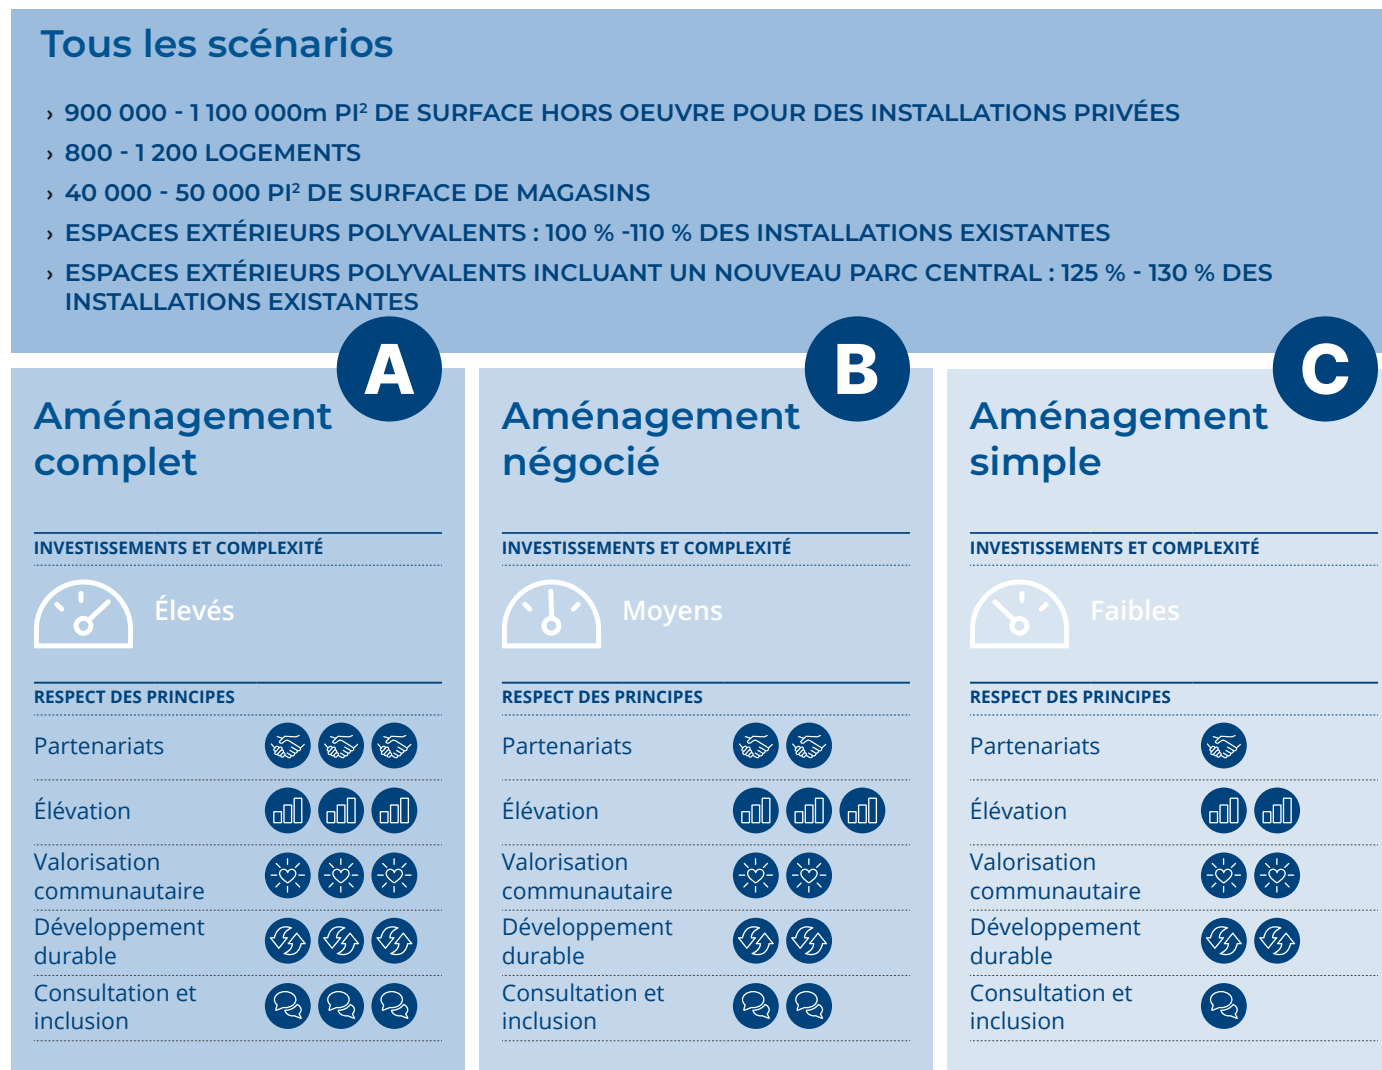 Tous les scénarios
› 900 000 - 1 100 000m PI² DE SURFACE HORS OEUVRE POUR DES INSTALLATIONS PRIVÉES
› 800 - 1 200 LOGEMENTS
› 40 000 - 50 000 PI² DE SURFACE DE MAGASINS
› ESPACES EXTÉRIEURS POLYVALENTS : 100 % -110 % DES INSTALLATIONS EXISTANTES
› ESPACES EXTÉRIEURS POLYVALENTS INCLUANT UN NOUVEAU PARC CENTRAL : 125 % - 130 % DES
INSTALLATIONS EXISTANTES
A
Aménagement
complet
INVESTISSEMENTS ET COMPLEXITÉ
Élevés
RESPECT DES PRINCIPES
Partenariats
Élévation
Valorisation
communautaire
Développement
durable
Consultation et
inclusion
B
Aménagement
négocié
INVESTISSEMENTS ET COMPLEXITÉ
Moyens
RESPECT DES PRINCIPES
Partenariats
Élévation
Valorisation
communautaire
Développement
durable
Consultation et
inclusion
C
Aménagement
simple
INVESTISSEMENTS ET COMPLEXITÉ
Faibles
RESPECT DES PRINCIPES
Partenariats
Élévation
Valorisation
communautaire
Développement
durable
Consultation et
inclusion